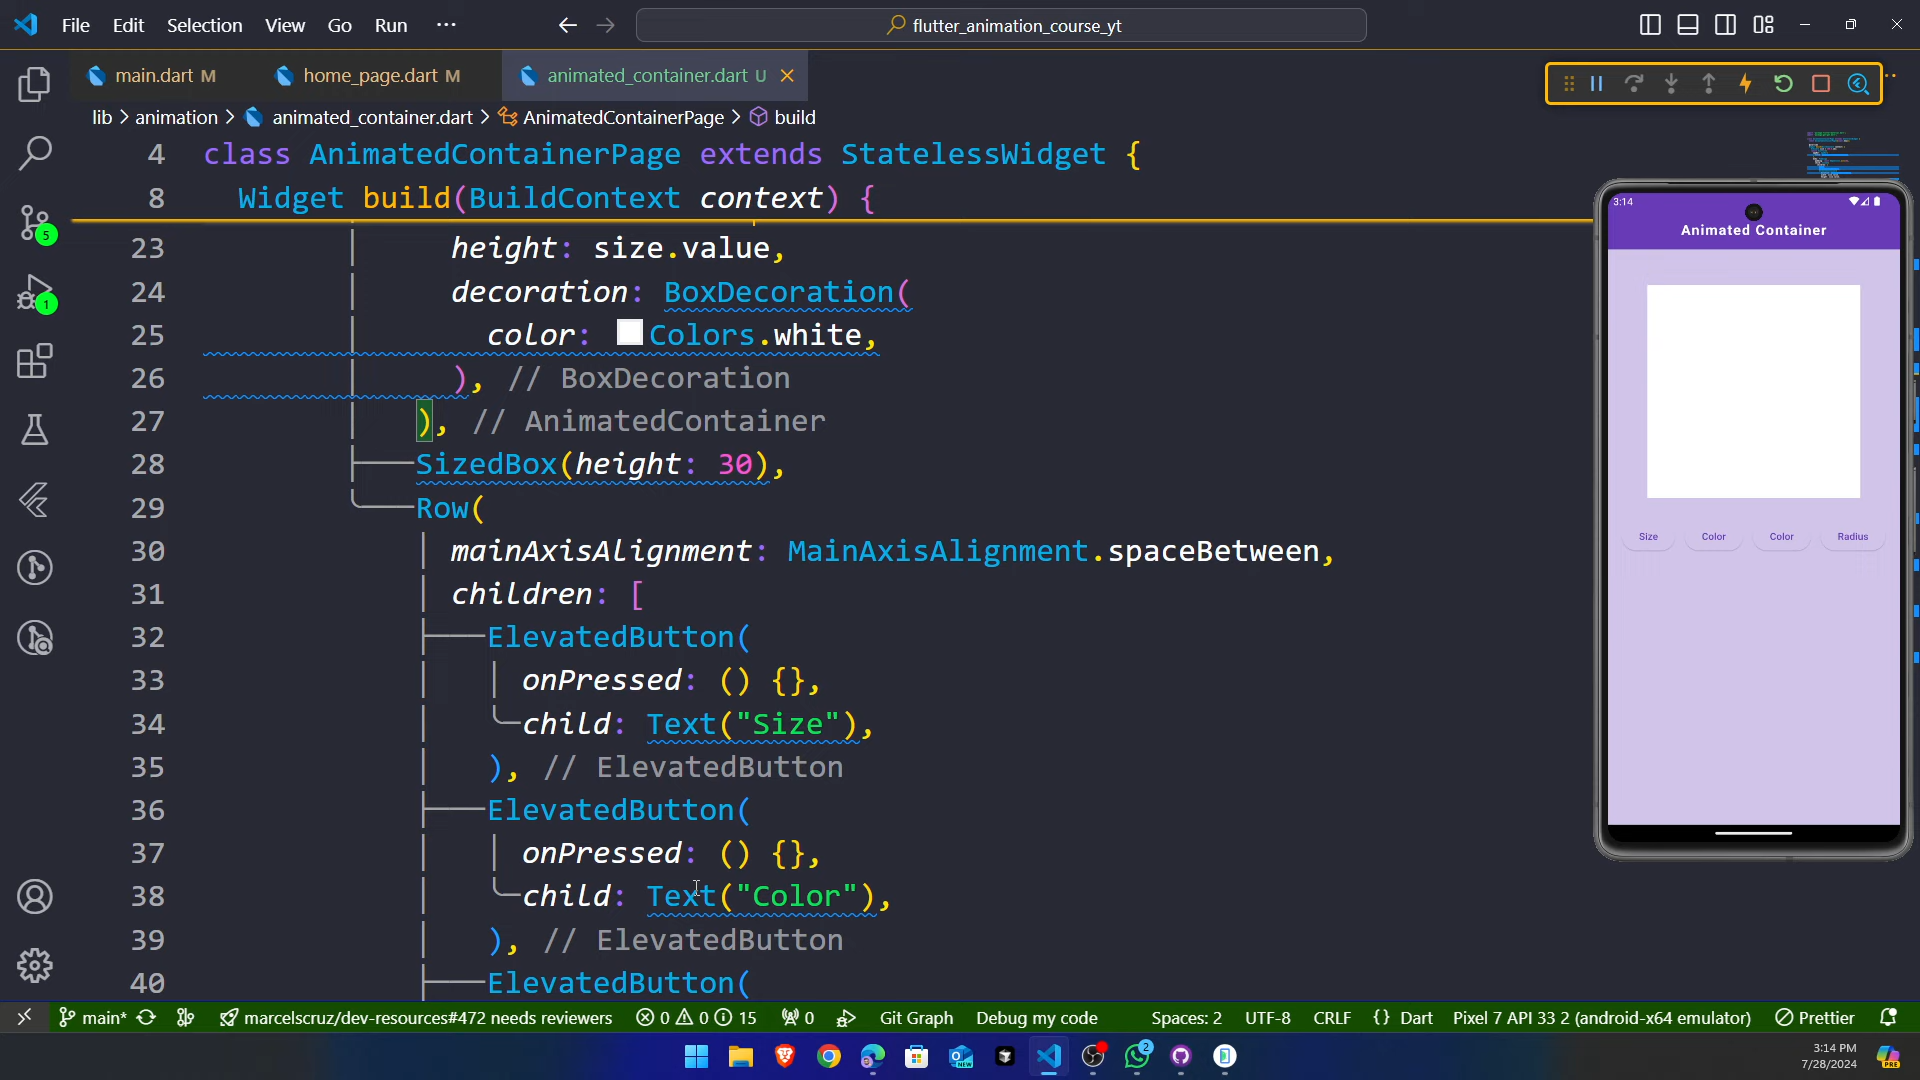 File Edit Selection View Go Run ···
flutter_animation_course_yt
main.dart M
home_page.dart M
animated_container.dart U
lib > animation > animated_container.dart > AnimatedContainerPage > build
4 class AnimatedContainerPage extends StatelessWidget {
8 Widget build(BuildContext context) {
23 height: size.value,
24 decoration: BoxDecoration(
25 color: Colors.white,
26 ), // BoxDecoration
27 ), // AnimatedContainer
28 SizedBox(height: 30),
29 Row(
30 mainAxisAlignment: MainAxisAlignment.spaceBetween,
31 children: [
32 ElevatedButton(
33 onPressed: () {},
34 child: Text("Size"),
35 ), // ElevatedButton
36 ElevatedButton(
37 onPressed: () {},
38 child: Text("Color"),
39 ), // ElevatedButton
40 ElevatedButton(
5
1
3:14
Animated Container
Size Color Color Radius
main* marcelscruz/dev-resources#472 needs reviewers 0 0 15 0 Git Graph Debug my code Spaces: 2 UTF-8 CRLF {} Dart Pixel 7 API 33 2 (android-x64 emulator) Prettier
NEW
2
3:14 PM
7/28/2024
PRE